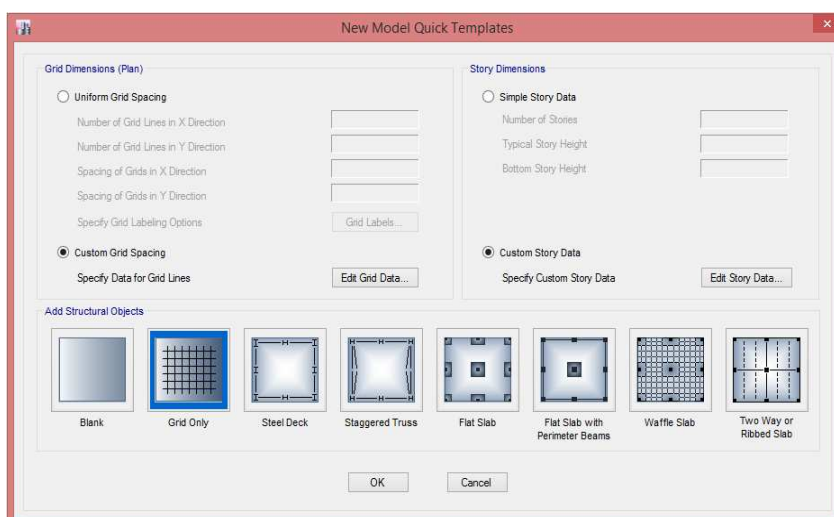 New Model Quick Templates
Grid Dimensions (Plan)
Uniform Grid Spacing
Number of Grid Lines in X Direction
Number of Grid Lines in Y Direction
Spacing of Grids in X Direction
Spacing of Grids in Y Direction
Specify Grid Labeling Options
Grid Labels...
Custom Grid Spacing
Specify Data for Grid Lines
Edit Grid Data...
Story Dimensions
Simple Story Data
Number of Stories
Typical Story Height
Bottom Story Height
Custom Story Data
Specify Custom Story Data
Edit Story Data...
Add Structural Objects
Blank
Grid Only
Steel Deck
Staggered Truss
Flat Slab
Flat Slab with
Perimeter Beams
Waffle Slab
Two Way or
Ribbed Slab
OK
Cancel